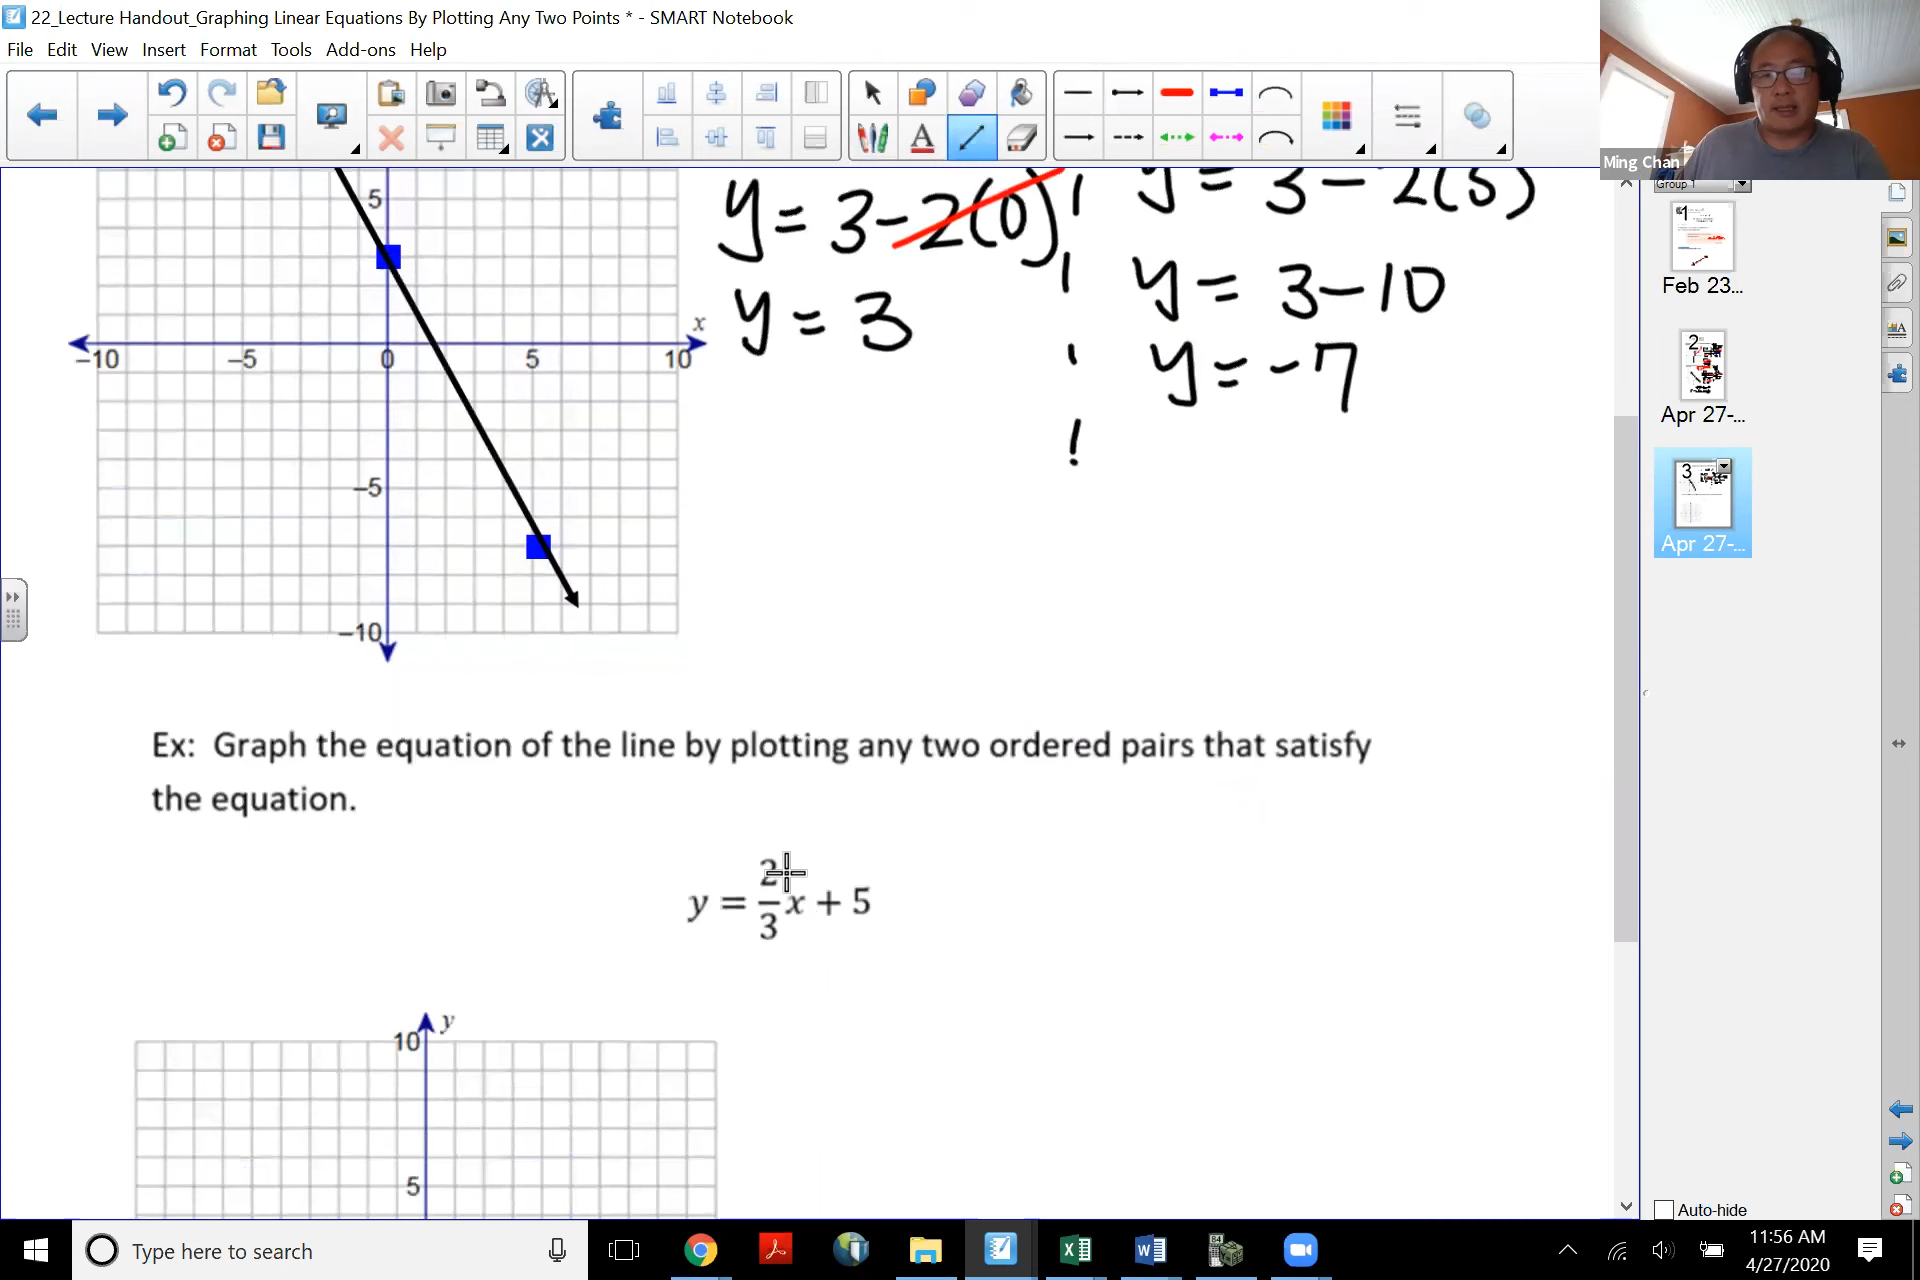 22_Lecture Handout_Graphing Linear Equations By Plotting Any Two Points * - SMART Notebook
File Edit View Insert Format Tools Add-ons Help
Ming Chan
Group 1
1
Feb 23...
2
Apr 27-...
3
Apr 27-...
5
x
-10 -5 0 5 10
-5
-10
y = 3 - 2(0)
y = 3
y = 3 - 2(5)
y = 3 - 10
y = -7
Ex: Graph the equation of the line by plotting any two ordered pairs that satisfy
the equation.
y = 2/3 x + 5
y
10
5
Auto-hide
Type here to search
11:56 AM
4/27/2020